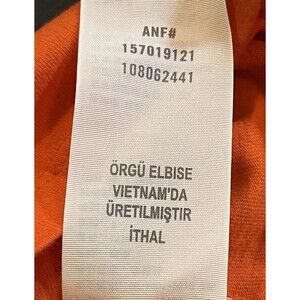 ANF#
157019121
108062441
ÖRGÜ ELBISE
VIETNAM'DA
ÜRETILMIŞTIR
İTHAL